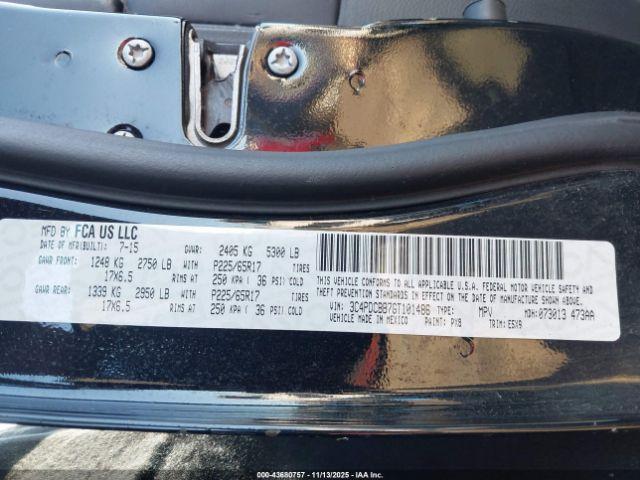 MFD BY FCA US LLC
DATE OF MFR(BUILT): 7-15 GVWR: 2405 KG 5300 LB
GAWR FRONT: 1248 KG 2750 LB WITH P225/65R17 TIRES
17X6.5 RIMS AT 250 KPA ( 36 PSI) COLD
GAWR REAR: 1339 KG 2950 LB WITH P225/65R17 TIRES
17X6.5 RIMS AT 250 KPA ( 36 PSI) COLD
THIS VEHICLE CONFORMS TO ALL APPLICABLE U.S.A. FEDERAL MOTOR VEHICLE SAFETY AND
THEFT PREVENTION STANDARDS IN EFFECT ON THE DATE OF MANUFACTURE SHOWN ABOVE.
VIN: 3C4PDCBB7GT101486 TYPE: MPV MDH: 073013 473AA
VEHICLE MADE IN MEXICO PAINT: PX8 TRIM: E5X9
000-43680757 - 11/13/2025 - IAA Inc.